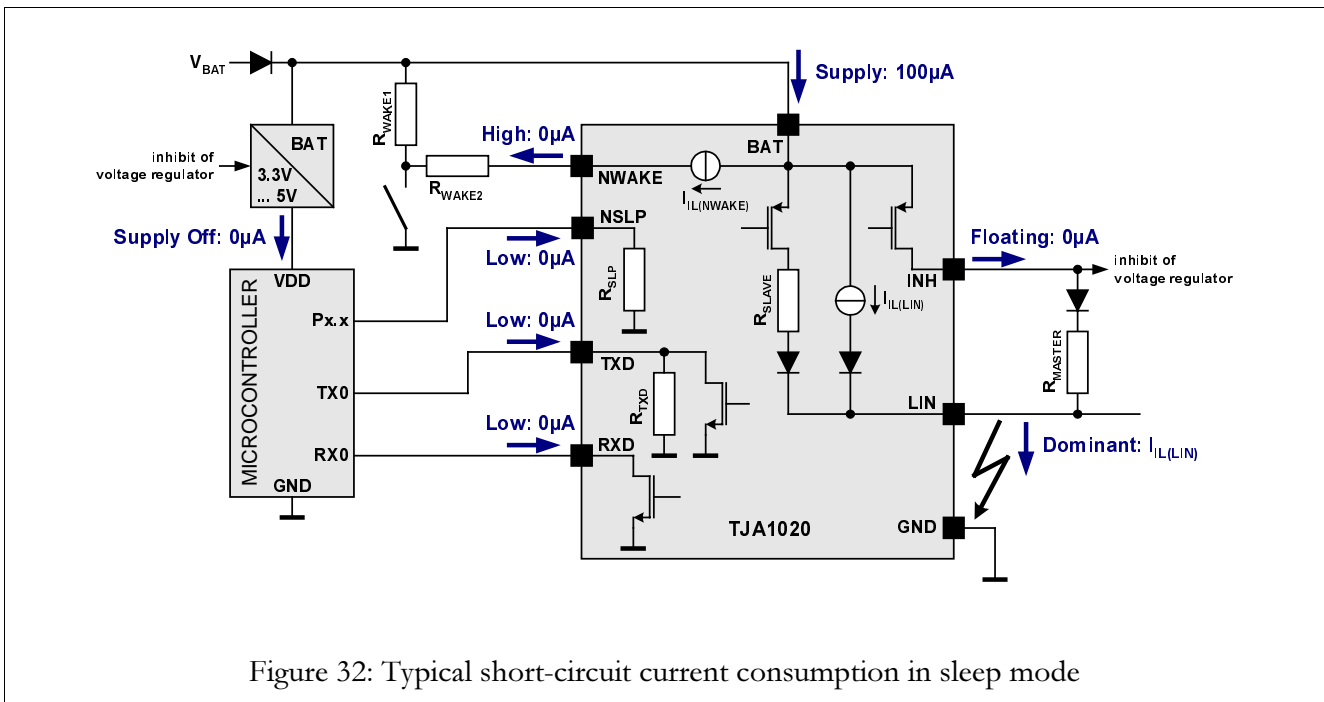 V_BAT
Supply: 100µA
R_WAKE1
BAT
3.3V
... 5V
inhibit of
voltage regulator
High: 0µA
BAT
NWAKE
I_IL(NWAKE)
R_WAKE2
NSLP
Supply Off: 0µA
Low: 0µA
Floating: 0µA
inhibit of
voltage regulator
INH
VDD
R_SLP
R_SLAVE
I_IL(LIN)
MICROCONTROLLER
Px.x
Low: 0µA
TXD
R_MASTER
TX0
R_TXD
LIN
Low: 0µA
RXD
RX0
Dominant: I_IL(LIN)
GND
TJA1020
GND
Figure 32: Typical short-circuit current consumption in sleep mode